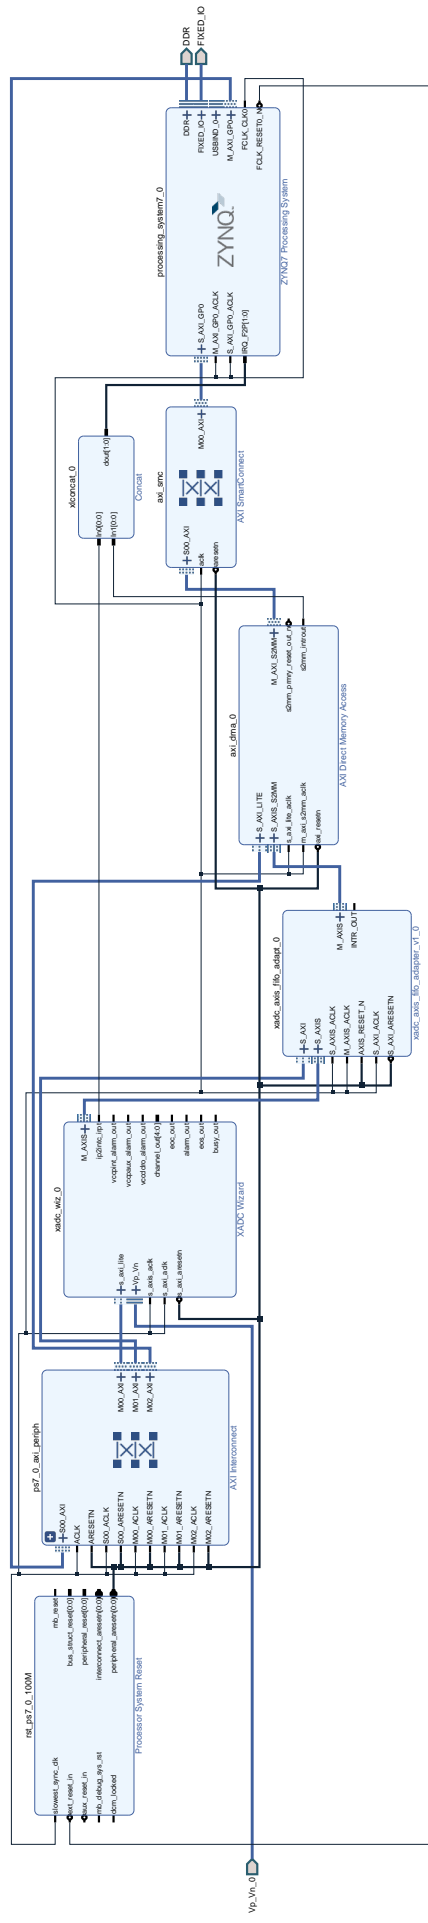 rst_ps7_0_100M
slowest_sync_clk
ext_reset_in
aux_reset_in
mb_debug_sys_rst
dcm_locked
mb_reset
bus_struct_reset[0:0]
peripheral_reset[0:0]
interconnect_aresetn[0:0]
peripheral_aresetn[0:0]
Processor System Reset
Vp_Vn_0
ps7_0_axi_periph
S00_AXI
ACLK
ARESETN
S00_ACLK
S00_ARESETN
M00_ACLK
M00_ARESETN
M01_ACLK
M01_ARESETN
M02_ACLK
M02_ARESETN
M00_AXI
M01_AXI
M02_AXI
AXI Interconnect
xadc_wiz_0
s_axi_lite
Vp_Vn
s_axis_aclk
s_axi_aclk
s_axi_aresetn
M_AXIS
ip2intc_irpt
vccpint_alarm_out
vccpaux_alarm_out
vccddro_alarm_out
channel_out[4:0]
eoc_out
alarm_out
eos_out
busy_out
XADC Wizard
xadc_axis_fifo_adapt_0
S_AXI
S_AXIS
S_AXIS_ACLK
M_AXIS_ACLK
AXIS_RESET_N
S_AXI_ACLK
S_AXI_ARESETN
M_AXIS
INTR_OUT
xadc_axis_fifo_adapter_v1_0
axi_dma_0
S_AXI_LITE
S_AXIS_S2MM
s_axi_lite_aclk
m_axi_s2mm_aclk
axi_resetn
M_AXI_S2MM
s2mm_prmry_reset_out_n
s2mm_introut
AXI Direct Memory Access
xlconcat_0
In0[0:0]
In1[0:0]
dout[1:0]
Concat
axi_smc
S00_AXI
aclk
aresetn
M00_AXI
AXI SmartConnect
processing_system7_0
S_AXI_GP0
M_AXI_GP0_ACLK
S_AXI_GP0_ACLK
IRQ_F2P[1:0]
ZYNQ
DDR
FIXED_IO
USBIND_0
M_AXI_GP0
FCLK_CLK0
FCLK_RESET0_N
ZYNQ7 Processing System
DDR
FIXED_IO